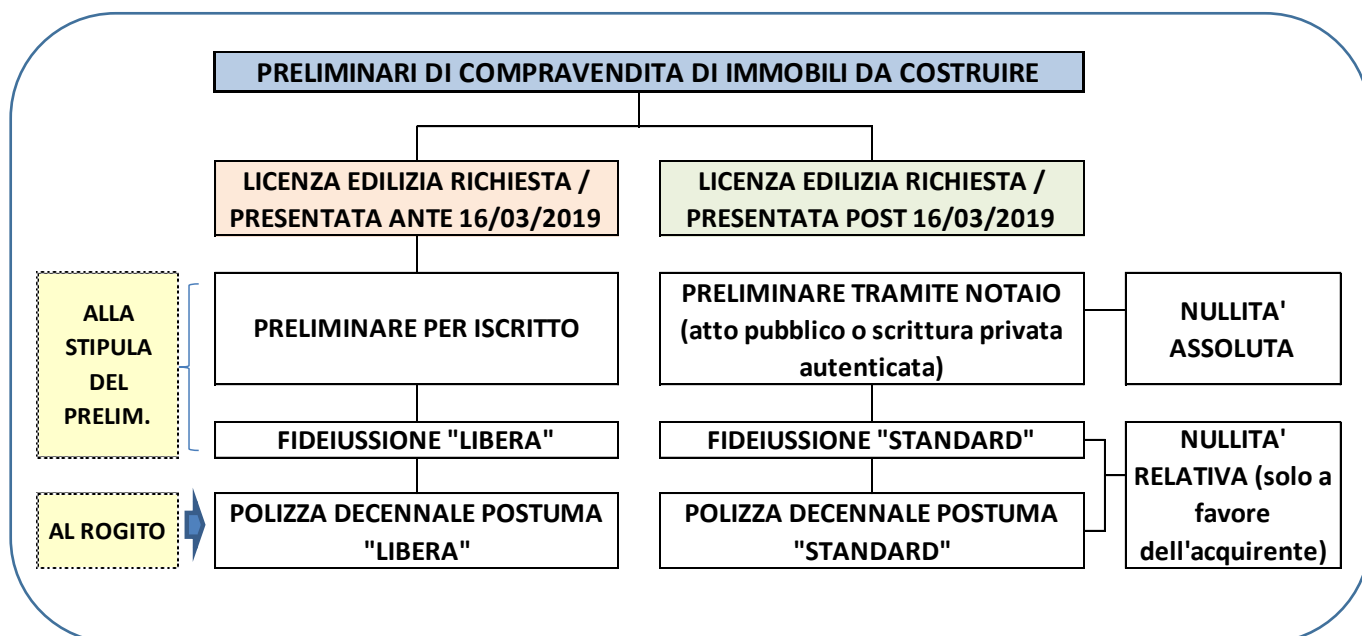 PRELIMINARI DI COMPRAVENDITA DI IMMOBILI DA COSTRUIRE
LICENZA EDILIZIA RICHIESTA /
PRESENTATA ANTE 16/03/2019
LICENZA EDILIZIA RICHIESTA /
PRESENTATA POST 16/03/2019
ALLA
STIPULA
DEL
PRELIM.
PRELIMINARE PER ISCRITTO
PRELIMINARE TRAMITE NOTAIO
(atto pubblico o scrittura privata
autenticata)
NULLITA'
ASSOLUTA
FIDEIUSSIONE "LIBERA"
FIDEIUSSIONE "STANDARD"
NULLITA'
RELATIVA (solo a
favore
dell'acquirente)
AL ROGITO
POLIZZA DECENNALE POSTUMA
"LIBERA"
POLIZZA DECENNALE POSTUMA
"STANDARD"